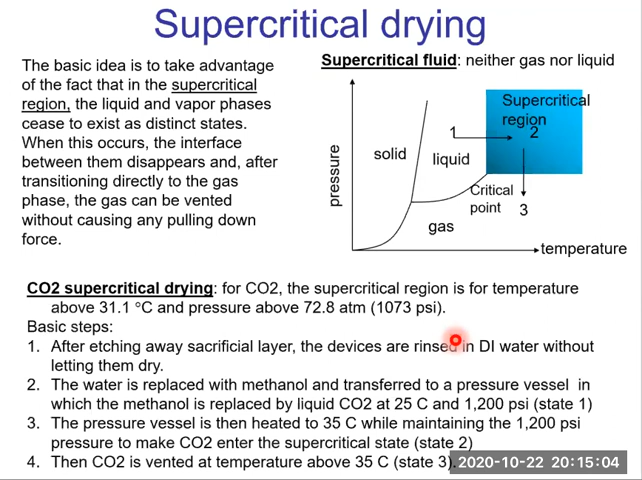 Supercritical drying
The basic idea is to take advantage
of the fact that in the supercritical
region, the liquid and vapor phases
cease to exist as distinct states.
When this occurs, the interface
between them disappears and, after
transitioning directly to the gas
phase, the gas can be vented
without causing any pulling down
force.
Supercritical fluid: neither gas nor liquid
Supercritical
region
1
2
solid
liquid
pressure
Critical
point
3
gas
temperature
CO2 supercritical drying: for CO2, the supercritical region is for temperature
above 31.1 °C and pressure above 72.8 atm (1073 psi).
Basic steps:
1. After etching away sacrificial layer, the devices are rinsed in DI water without
letting them dry.
2. The water is replaced with methanol and transferred to a pressure vessel in
which the methanol is replaced by liquid CO2 at 25 C and 1,200 psi (state 1)
3. The pressure vessel is then heated to 35 C while maintaining the 1,200 psi
pressure to make CO2 enter the supercritical state (state 2)
4. Then CO2 is vented at temperature above 35 C (state 3).
2020-10-22 20:15:04